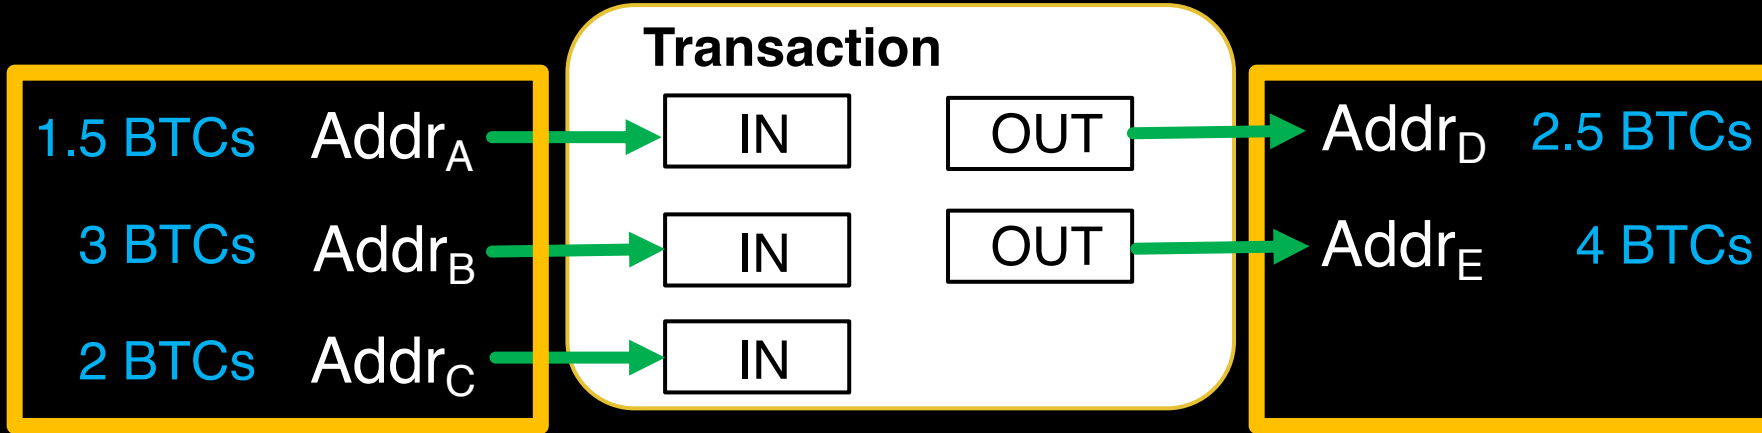 Transaction
1.5 BTCs Addr_A IN OUT Addr_D 2.5 BTCs
3 BTCs Addr_B IN OUT Addr_E 4 BTCs
2 BTCs Addr_C IN